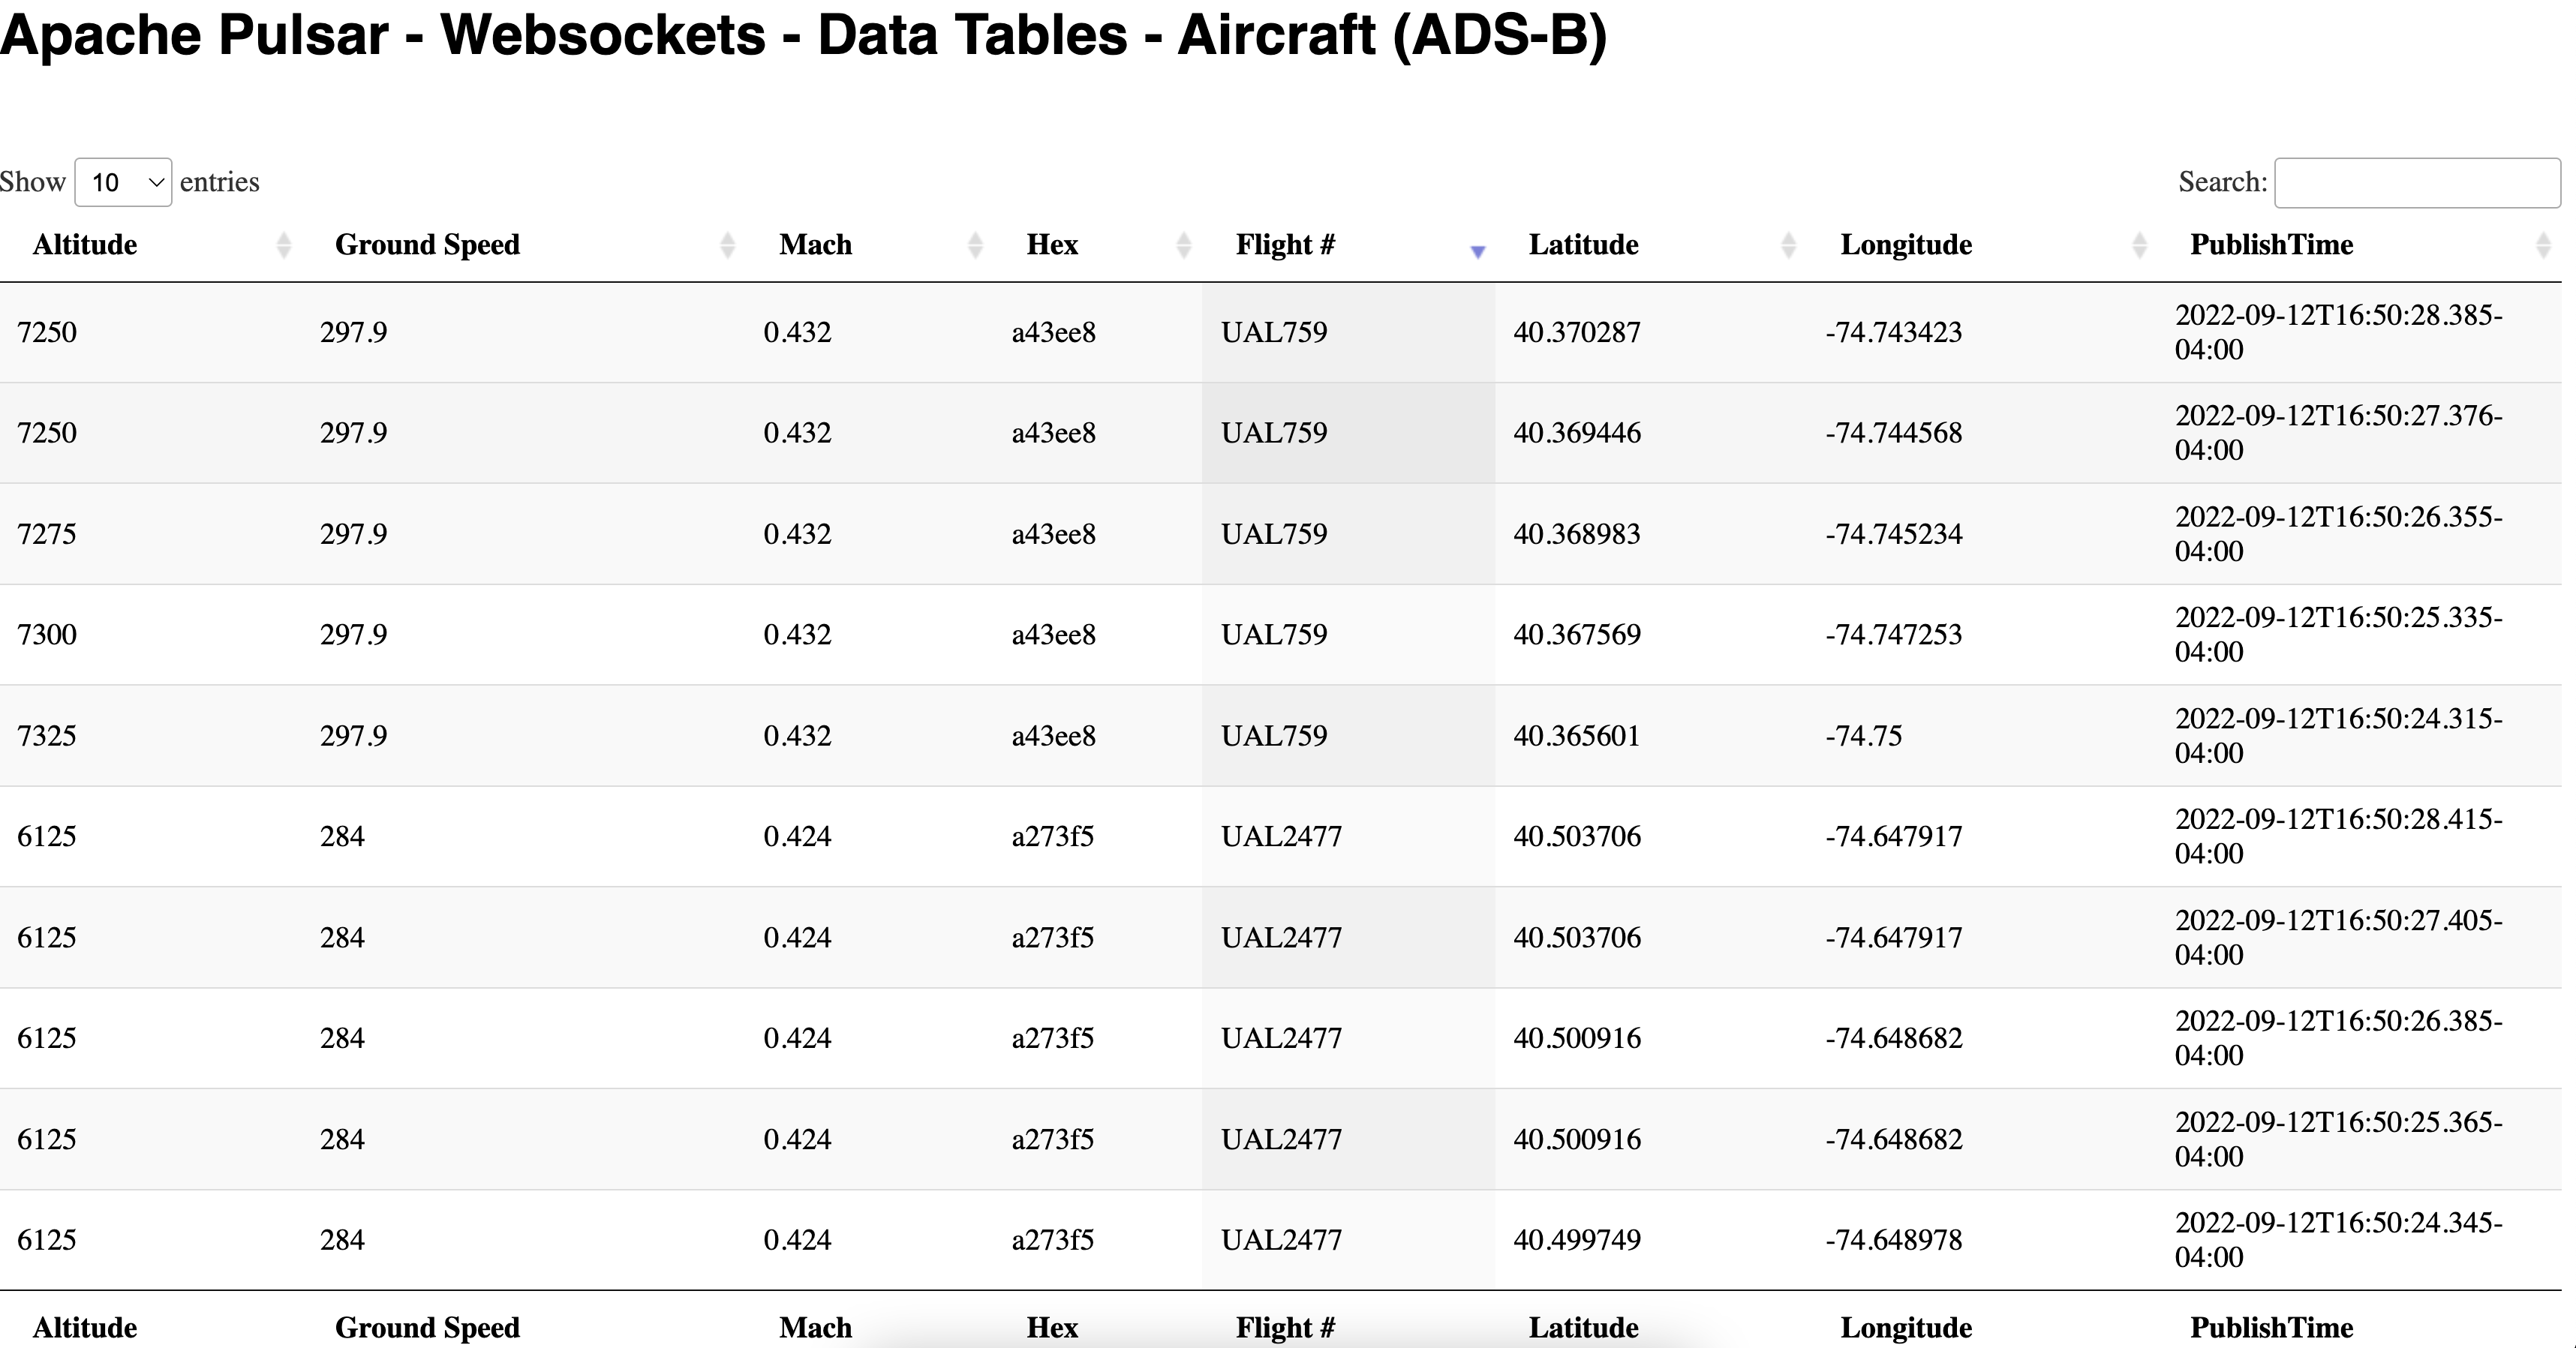 Apache Pulsar - Websockets - Data Tables - Aircraft (ADS-B)
Show 10 entries Search:
Altitude Ground Speed Mach Hex Flight # Latitude Longitude PublishTime
7250 297.9 0.432 a43ee8 UAL759 40.370287 -74.743423 2022-09-12T16:50:28.385-
04:00
7250 297.9 0.432 a43ee8 UAL759 40.369446 -74.744568 2022-09-12T16:50:27.376-
04:00
7275 297.9 0.432 a43ee8 UAL759 40.368983 -74.745234 2022-09-12T16:50:26.355-
04:00
7300 297.9 0.432 a43ee8 UAL759 40.367569 -74.747253 2022-09-12T16:50:25.335-
04:00
7325 297.9 0.432 a43ee8 UAL759 40.365601 -74.75 2022-09-12T16:50:24.315-
04:00
6125 284 0.424 a273f5 UAL2477 40.503706 -74.647917 2022-09-12T16:50:28.415-
04:00
6125 284 0.424 a273f5 UAL2477 40.503706 -74.647917 2022-09-12T16:50:27.405-
04:00
6125 284 0.424 a273f5 UAL2477 40.500916 -74.648682 2022-09-12T16:50:26.385-
04:00
6125 284 0.424 a273f5 UAL2477 40.500916 -74.648682 2022-09-12T16:50:25.365-
04:00
6125 284 0.424 a273f5 UAL2477 40.499749 -74.648978 2022-09-12T16:50:24.345-
04:00
Altitude Ground Speed Mach Hex Flight # Latitude Longitude PublishTime